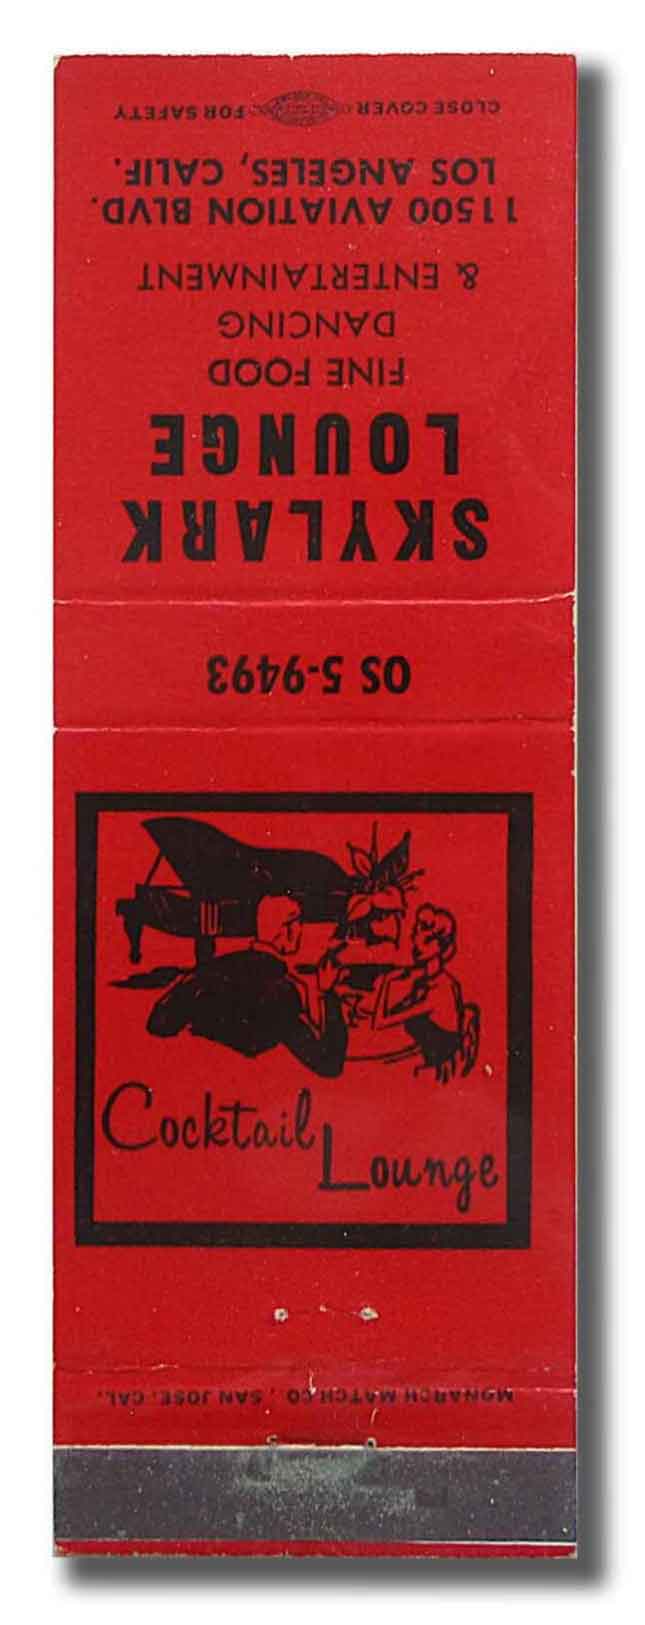 SKYLARK
LOUNGE
FINE FOOD
DANCING
& ENTERTAINMENT
11500 AVIATION BLVD.
LOS ANGELES, CALIF.
CLOSE COVER FOR SAFETY
OS 5-9493
Cocktail
Lounge
MONARCH MATCH CO., SAN JOSE, CAL.